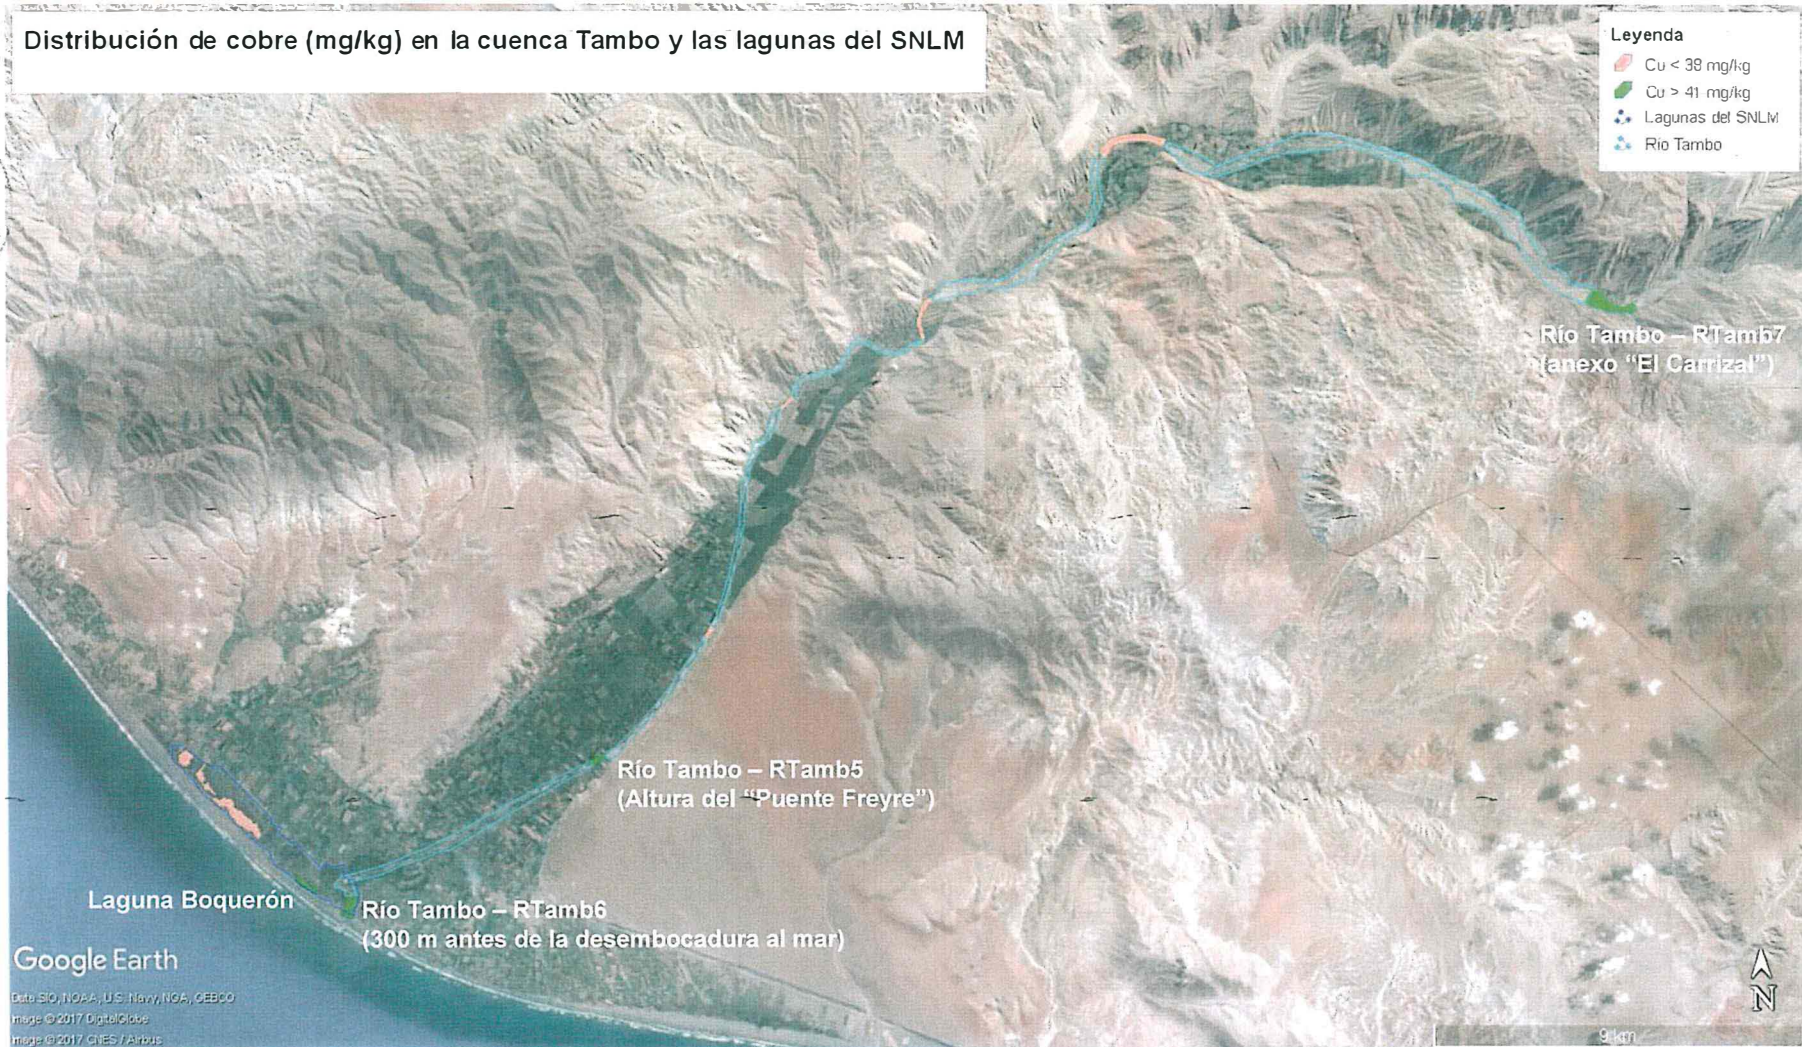 Distribución de cobre (mg/kg) en la cuenca Tambo y las lagunas del SNLM
Leyenda
Cu < 38 mg/kg
Cu > 41 mg/kg
Lagunas del SNLM
Río Tambo
Río Tambo – RTamb7
(anexo “El Carrizal”)
Río Tambo – RTamb5
(Altura del “Puente Freyre”)
Laguna Boquerón
Río Tambo – RTamb6
(300 m antes de la desembocadura al mar)
Google Earth
Data SIO, NOAA, U.S. Navy, NGA, GEBCO
Image © 2017 DigitalGlobe
Image © 2017 CNES / Airbus
N
9 km